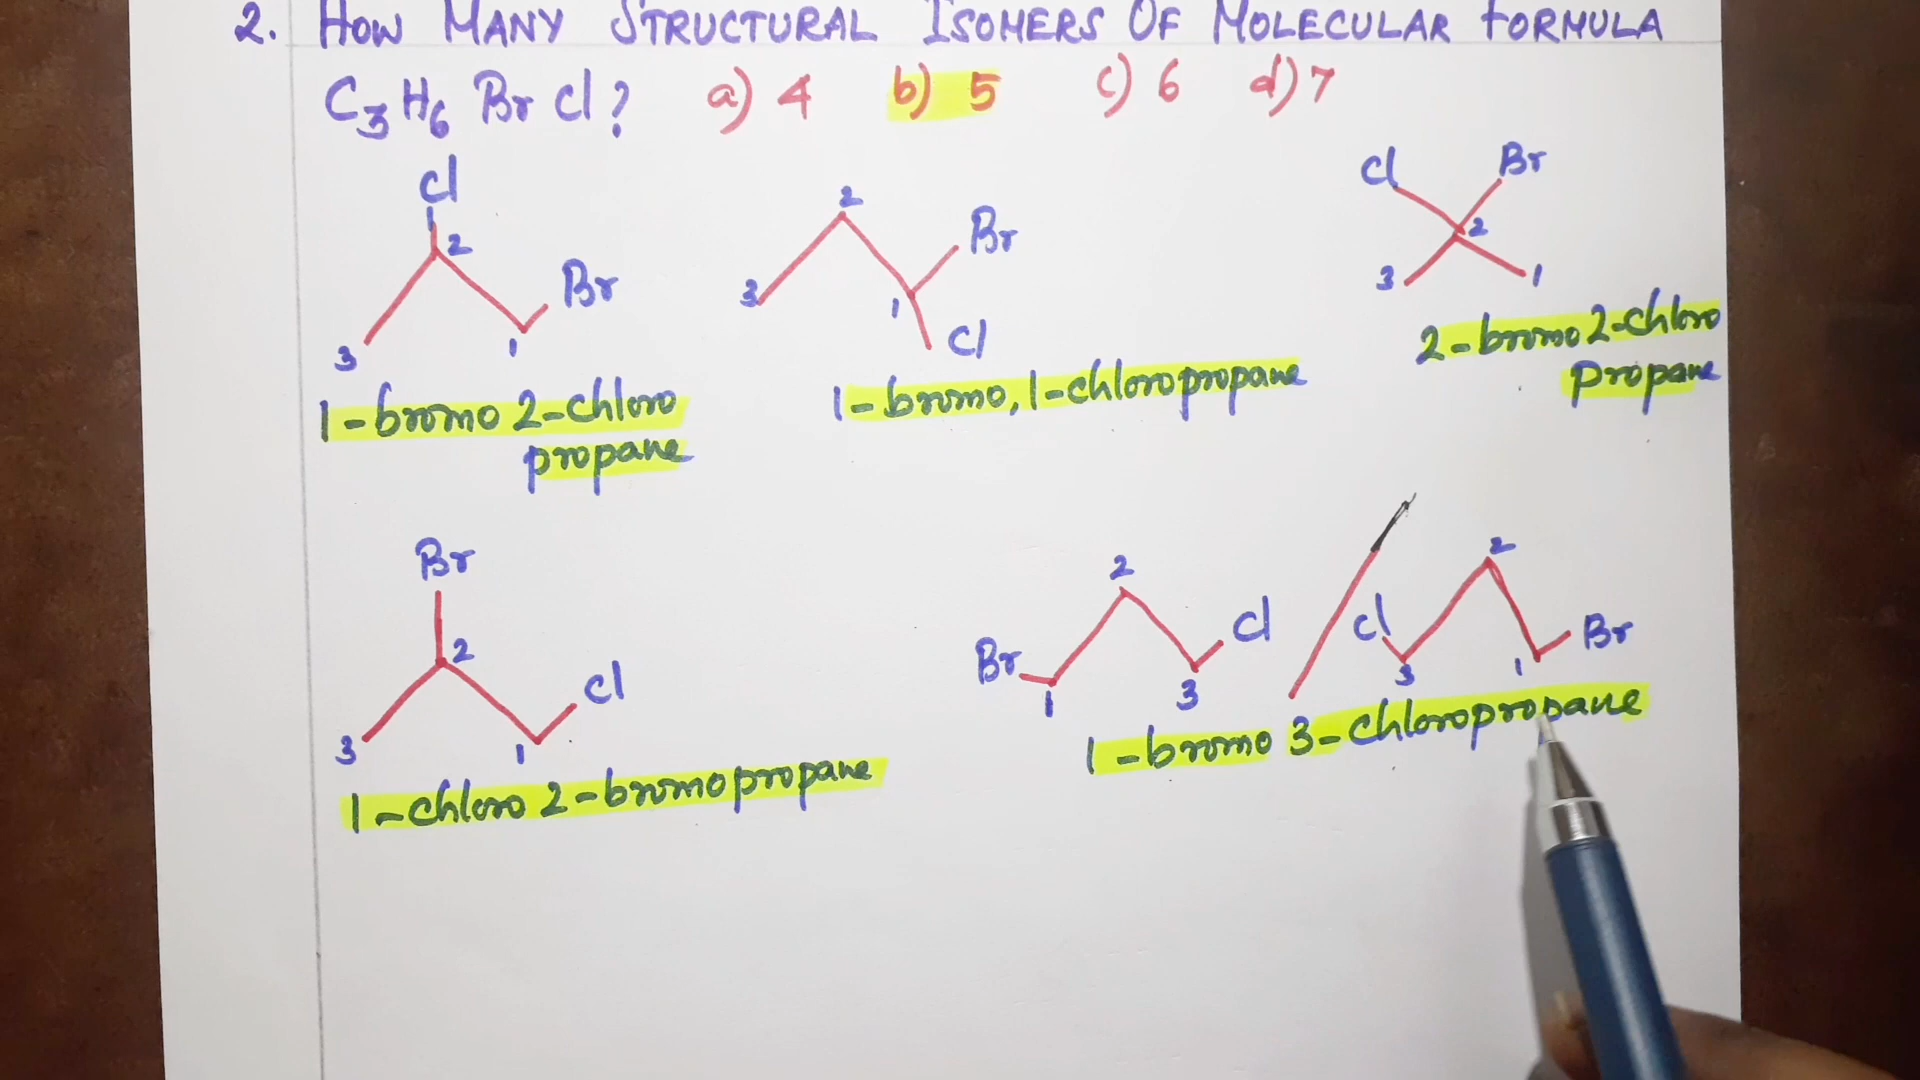 2. HOW MANY STRUCTURAL ISOMERS OF MOLECULAR FORMULA
C3H6 Br Cl? a) 4 b) 5 c) 6 d) 7
Cl
2
Br
3
1
1-bromo 2-chloro
propane
2
Br
3
1
Cl
1-bromo, 1-chloropropane
Cl
Br
2
3
1
2-bromo 2-chloro
propane
Br
2
Cl
3
1
1-chloro 2-bromopropane
2
Br
Cl
1
3
2
Cl
Br
3
1
1-bromo 3-chloropropane